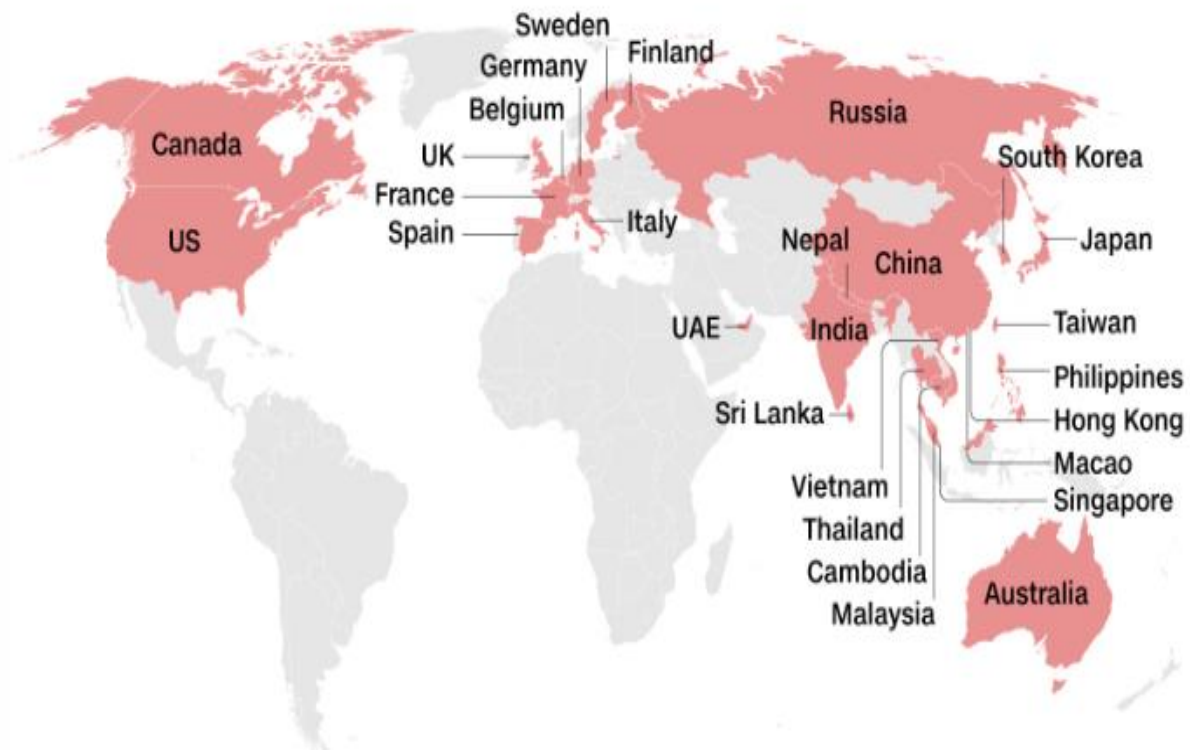 Sweden
Finland
Germany
Belgium
Russia
Canada
UK
South Korea
France
Spain
Italy
US
Nepal
Japan
China
UAE
India
Taiwan
Philippines
Sri Lanka
Hong Kong
Macao
Vietnam
Singapore
Thailand
Cambodia
Australia
Malaysia